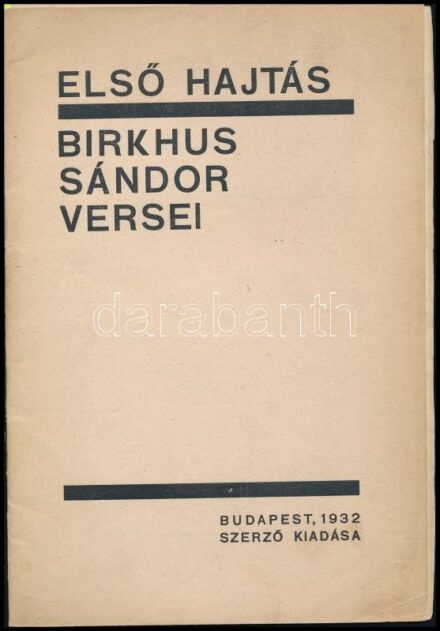 ELSŐ HAJTÁS
BIRKHUS
SÁNDOR
VERSEI
darabanth
BUDAPEST, 1932
SZERZŐ KIADÁSA